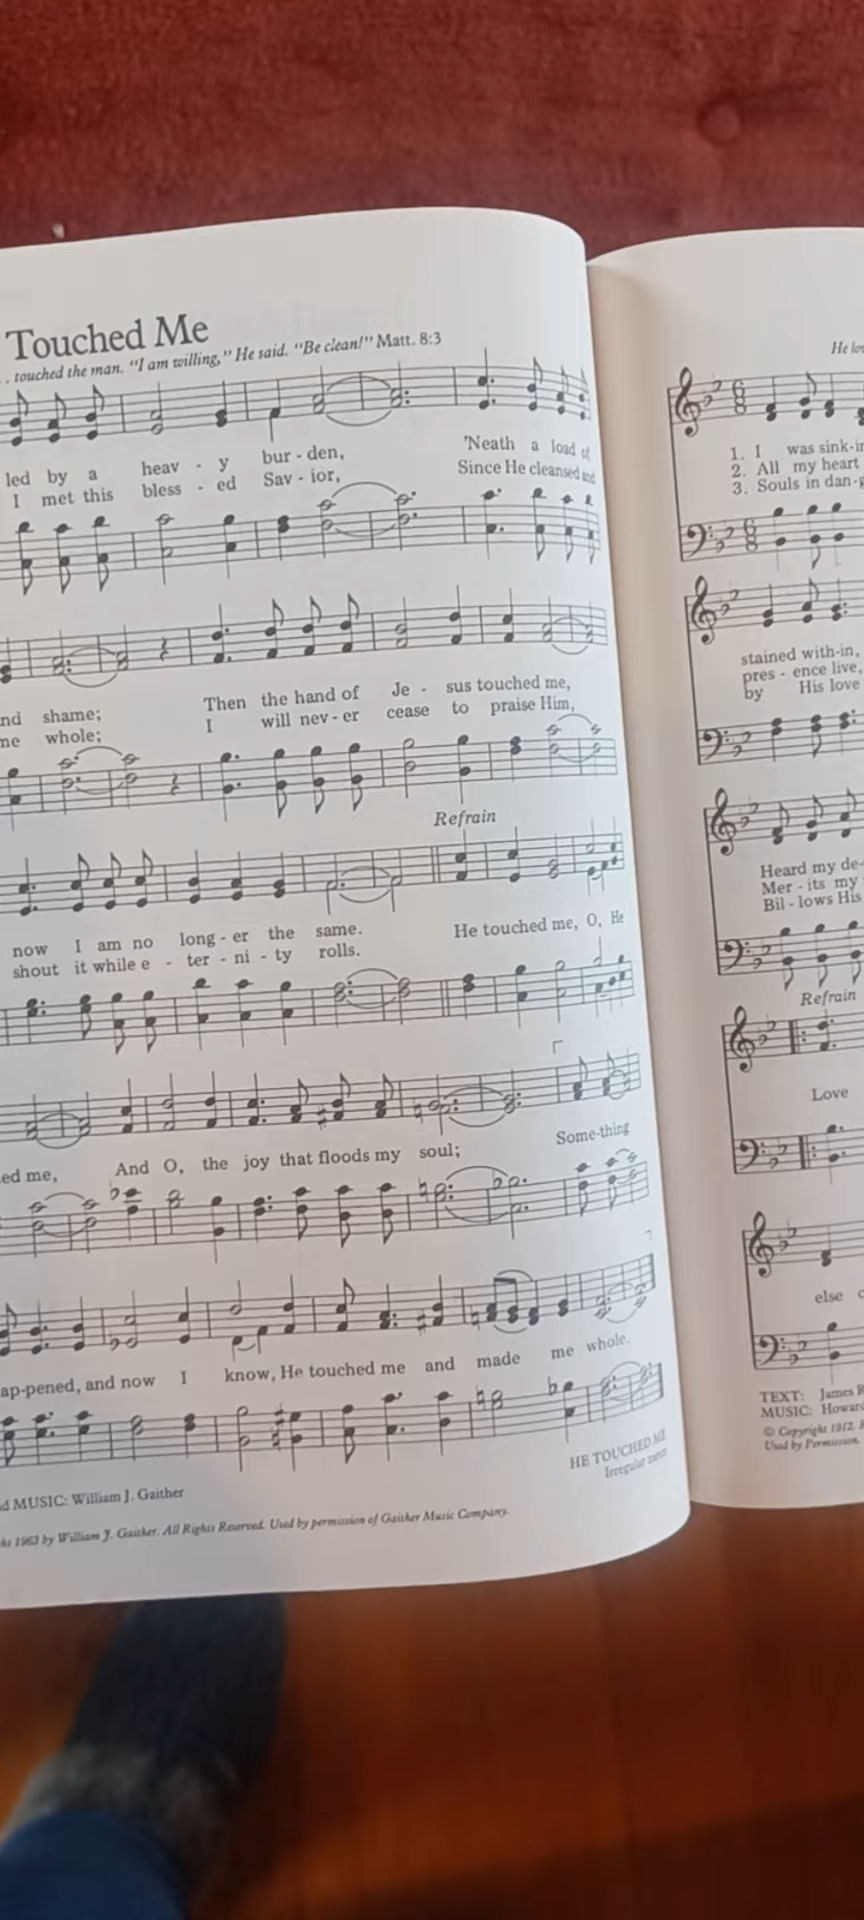 Touched Me
. . touched the man. “I am willing,” He said. “Be clean!” Matt. 8:3
led by a heav - y bur - den, 'Neath a load of
I met this bless - ed Sav - ior, Since He cleansed and
nd shame; Then the hand of Je - sus touched me,
me whole; I will nev - er cease to praise Him,
Refrain
now I am no long - er the same. He touched me, O, He
shout it while e - ter - ni - ty rolls.
ed me, And O, the joy that floods my soul; Some-thing
ap-pened, and now I know, He touched me and made me whole.
HE TOUCHED ME
Irregular meter
d MUSIC: William J. Gaither
ght 1963 by William J. Gaither. All Rights Reserved. Used by permission of Gaither Music Company.
He lo
1. I was sink-in
2. All my heart
3. Souls in dan-g
stained with-in,
pres - ence live,
by His love
Heard my de-
Mer - its my
Bil - lows His
Refrain
Love
else
TEXT: James R
MUSIC: Howard
© Copyright 1912.
Used by Permission.